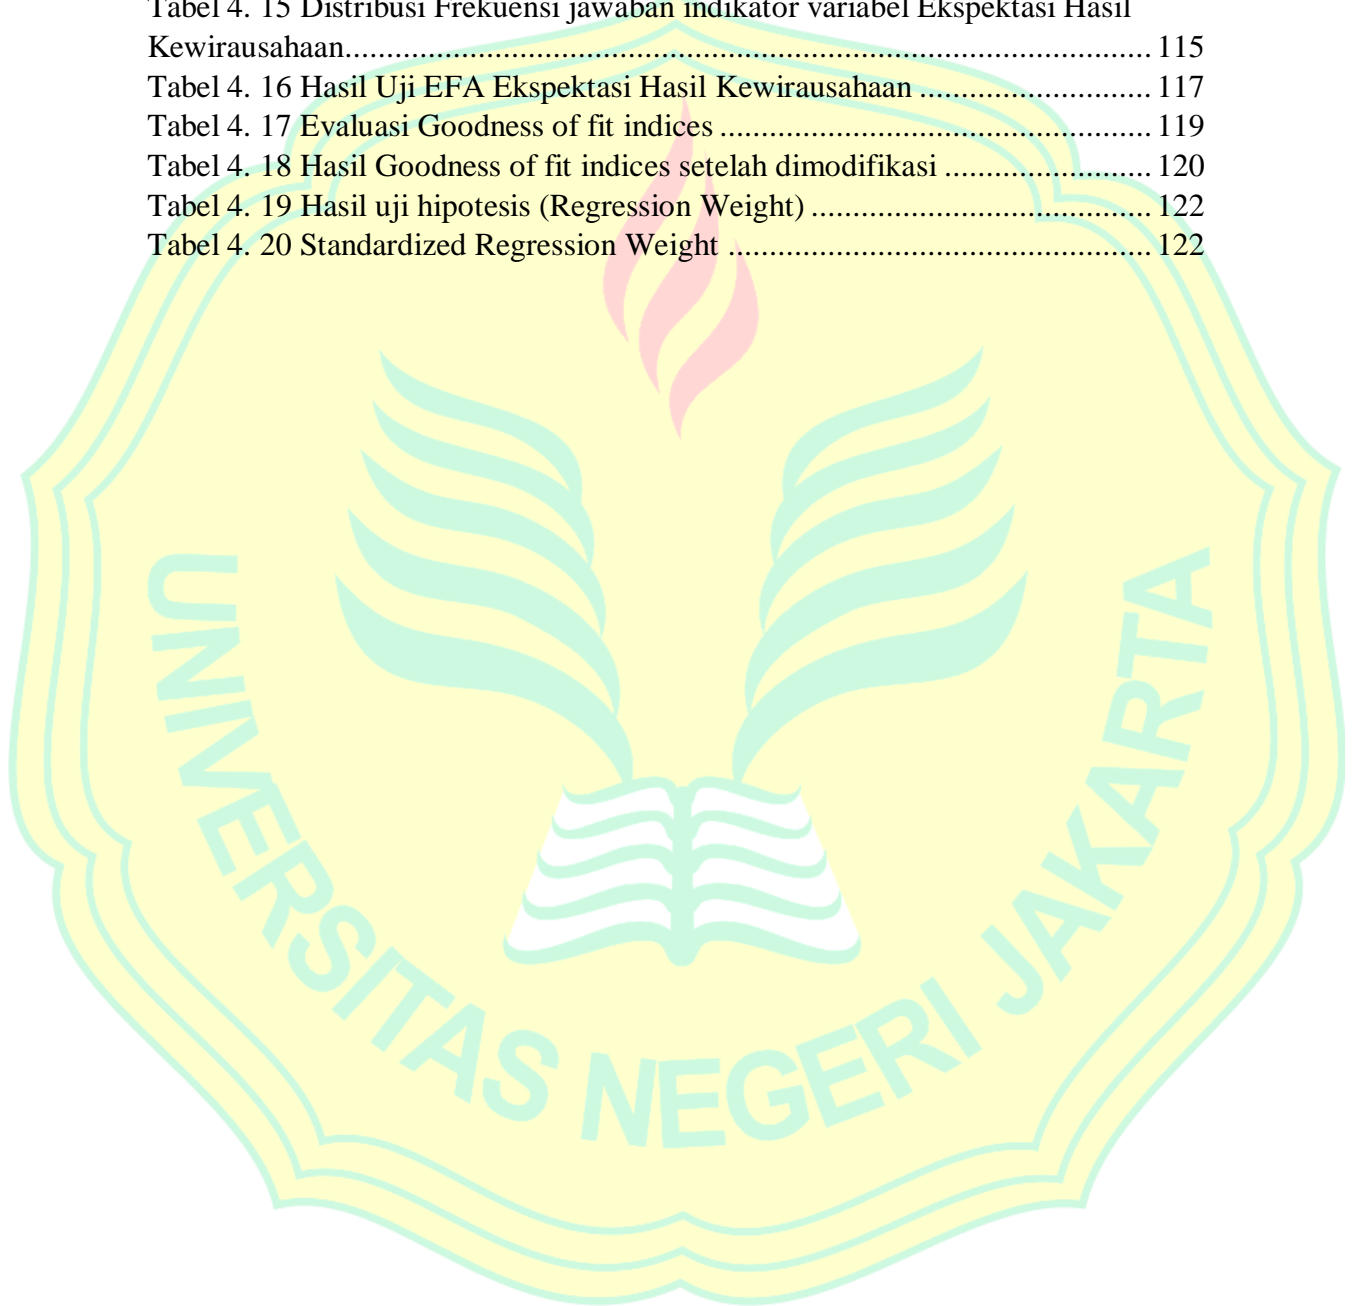 Tabel 4. 15 Distribusi Frekuensi jawaban indikator variabel Ekspektasi Hasil
Kewirausahaan.................................................................................................... 115
Tabel 4. 16 Hasil Uji EFA Ekspektasi Hasil Kewirausahaan ............................. 117
Tabel 4. 17 Evaluasi Goodness of fit indices ..................................................... 119
Tabel 4. 18 Hasil Goodness of fit indices setelah dimodifikasi .......................... 120
Tabel 4. 19 Hasil uji hipotesis (Regression Weight) .......................................... 122
Tabel 4. 20 Standardized Regression Weight .................................................... 122
UNIVERSITAS NEGERI JAKARTA